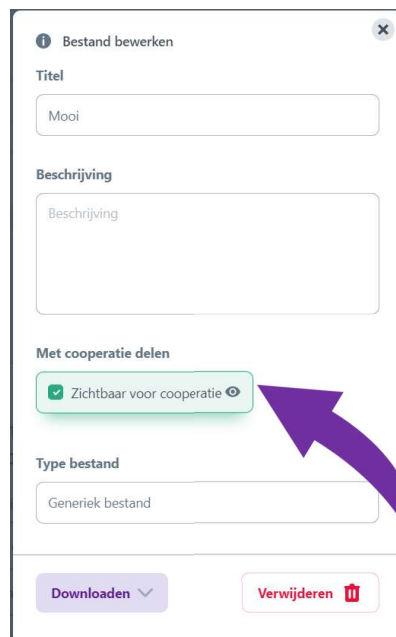 Bestand bewerken
Titel
Mooi
Beschrijving
Beschrijving
Met cooperatie delen
Zichtbaar voor cooperatie
Type bestand
Generiek bestand
Downloaden
Verwijderen